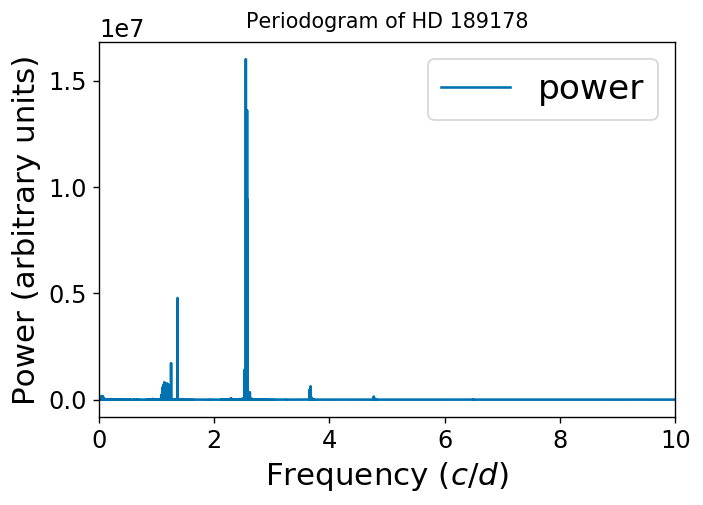 Periodogram of HD 189178
1e7
power
1.5
1.0
0.5
0.0
Power (arbitrary units)
0 2 4 6 8 10
Frequency (c/d)